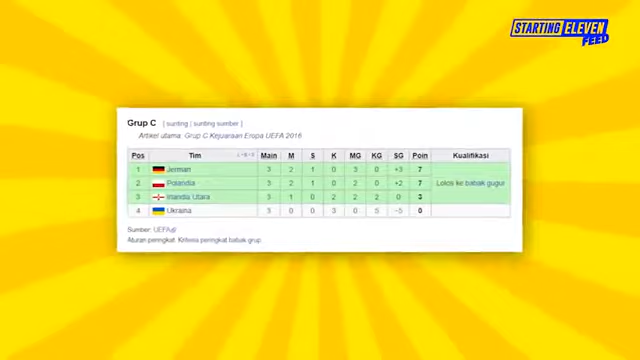 STARTING ELEVEN
FEED
Grup C [ sunting | sunting sumber ]
Artikel utama: Grup C Kejuaraan Eropa UEFA 2016
Pos Tim Main M S K MG KG SG Poin Kualifikasi
1 Jerman 3 2 1 0 3 0 +3 7
2 Polandia 3 2 1 0 2 0 +2 7 Lolos ke babak gugur
3 Irlandia Utara 3 1 0 2 2 2 0 3
4 Ukraina 3 0 0 3 0 5 -5 0
Sumber: UEFA
Aturan peringkat: Kriteria peringkat babak grup.